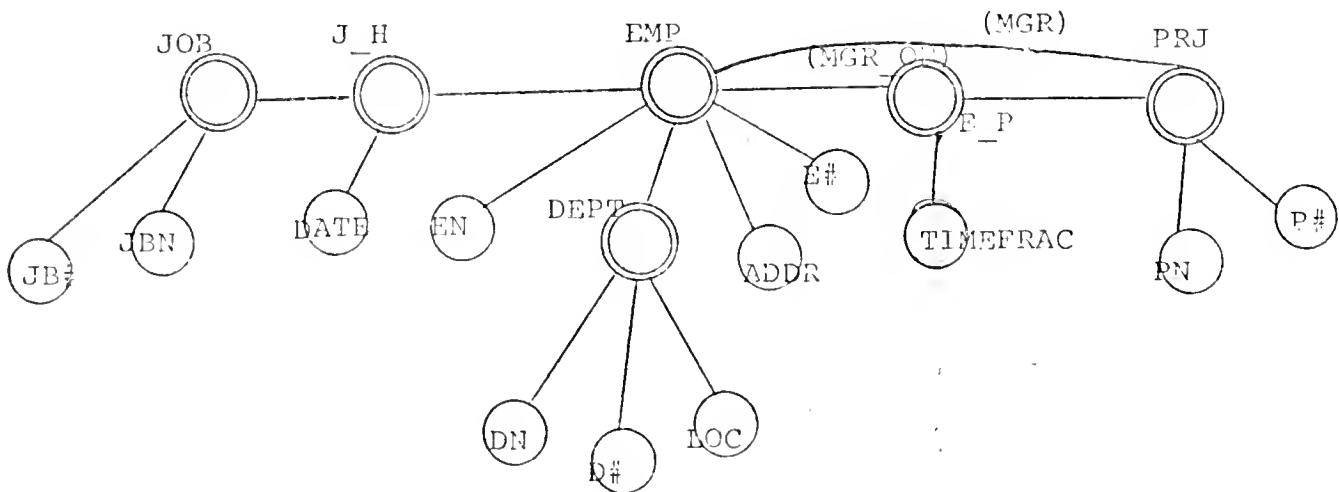 (MGR)
JOB
J_H
EMP
PRJ
(MGR_OF)
E_P
E#
DEPT
JB#
JBN
DATE
EN
ADDR
TIMEFRAC
PN
P#
DN
D#
LOC